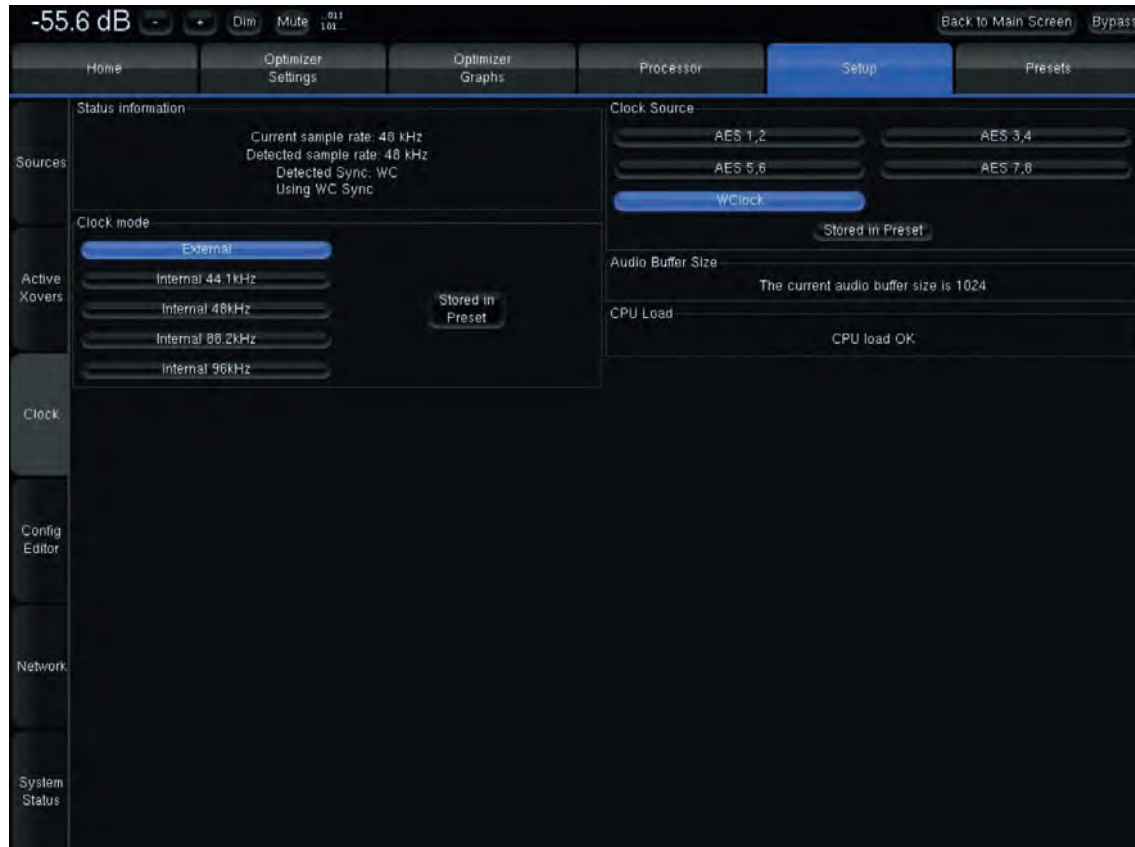 -55.6 dB - + Dim Mute ..011 101... Back to Main Screen Bypass
Home Optimizer Settings Optimizer Graphs Processor Setup Presets
Sources
Active Xovers
Clock
Config Editor
Network
System Status
Status information
Current sample rate: 48 kHz
Detected sample rate: 48 kHz
Detected Sync: WC
Using WC Sync
Clock mode
External
Internal 44.1kHz
Internal 48kHz
Internal 88.2kHz
Internal 96kHz
Stored in
Preset
Clock Source
AES 1,2 AES 3,4
AES 5,6 AES 7,8
WClock
Stored in Preset
Audio Buffer Size
The current audio buffer size is 1024
CPU Load
CPU load OK